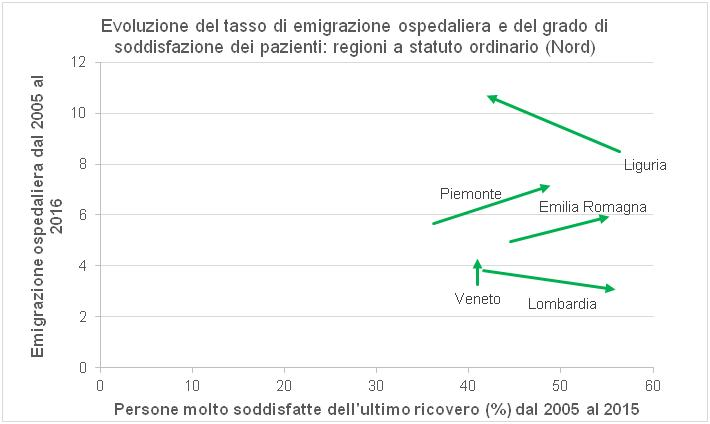 Evoluzione del tasso di emigrazione ospedaliera e del grado di
soddisfazione dei pazienti: regioni a statuto ordinario (Nord)
Emigrazione ospedaliera dal 2005 al
2016
12
10
8
6
4
2
0
Liguria
Piemonte
Emilia Romagna
Veneto
Lombardia
0
10
20
30
40
50
60
Persone molto soddisfatte dell'ultimo ricovero (%) dal 2005 al 2015